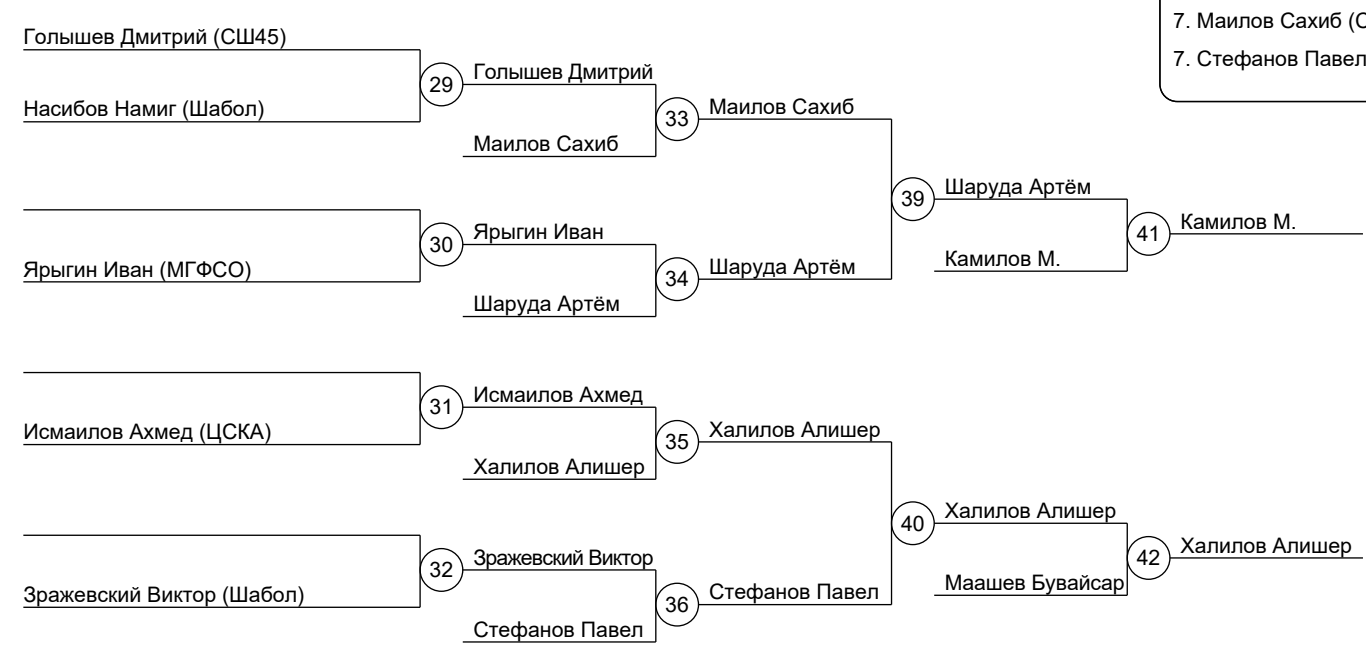 7. Маилов Сахиб (С
7. Стефанов Павел
Голышев Дмитрий (СШ45)
Насибов Намиг (Шабол)
29
Голышев Дмитрий
Маилов Сахиб
33
Маилов Сахиб
Ярыгин Иван (МГФСО)
30
Ярыгин Иван
Шаруда Артём
34
Шаруда Артём
39
Шаруда Артём
Камилов М.
41
Камилов М.
Исмаилов Ахмед (ЦСКА)
31
Исмаилов Ахмед
Халилов Алишер
35
Халилов Алишер
Зражевский Виктор (Шабол)
32
Зражевский Виктор
Стефанов Павел
36
Стефанов Павел
40
Халилов Алишер
Маашев Бувайсар
42
Халилов Алишер